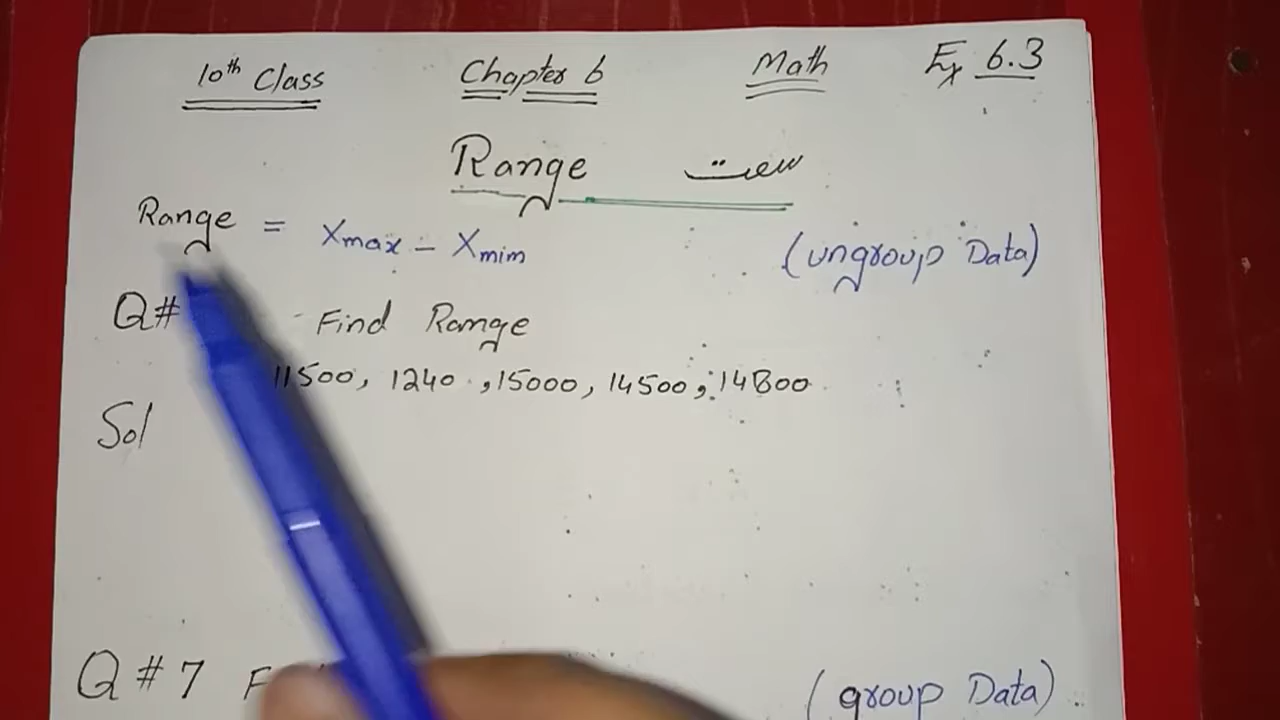 10th Class Chapter 6 Math Ex 6.3
Range سعت
Range = Xmax - Xmim (ungroup Data)
Q# Find Range
11500, 1240, 15000, 14500, 14800
Sol
Q # 7 (group Data)